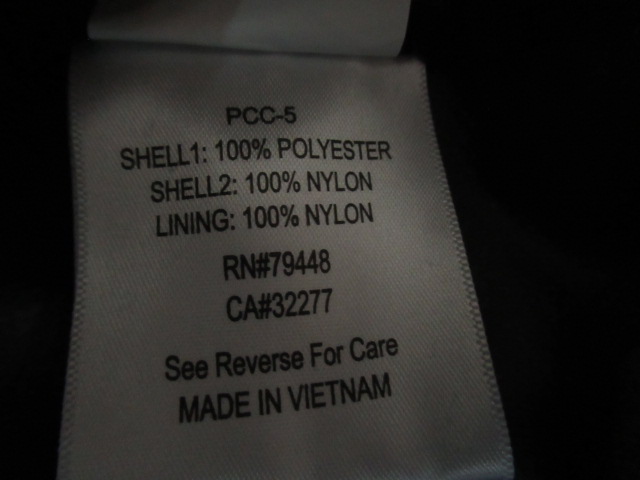 PCC-5
SHELL1: 100% POLYESTER
SHELL2: 100% NYLON
LINING: 100% NYLON
RN#79448
CA#32277
See Reverse For Care
MADE IN VIETNAM